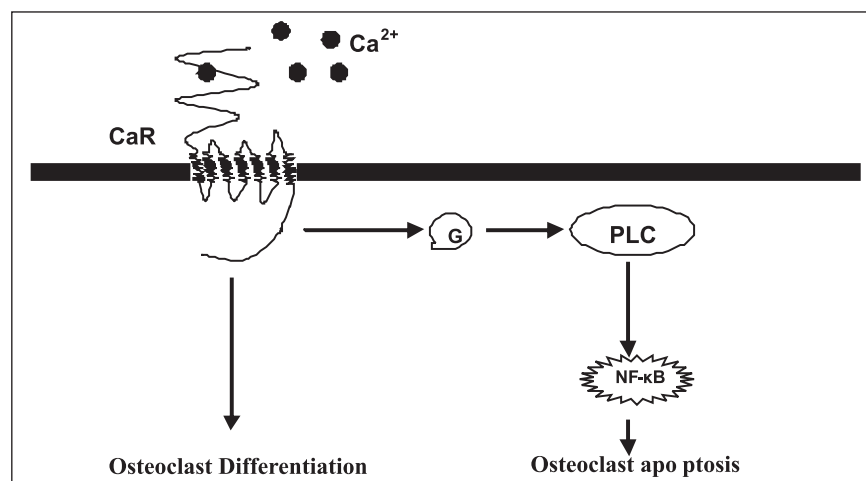 Ca2+
CaR
G
PLC
NF-κB
Osteoclast Differentiation
Osteoclast apo ptosis